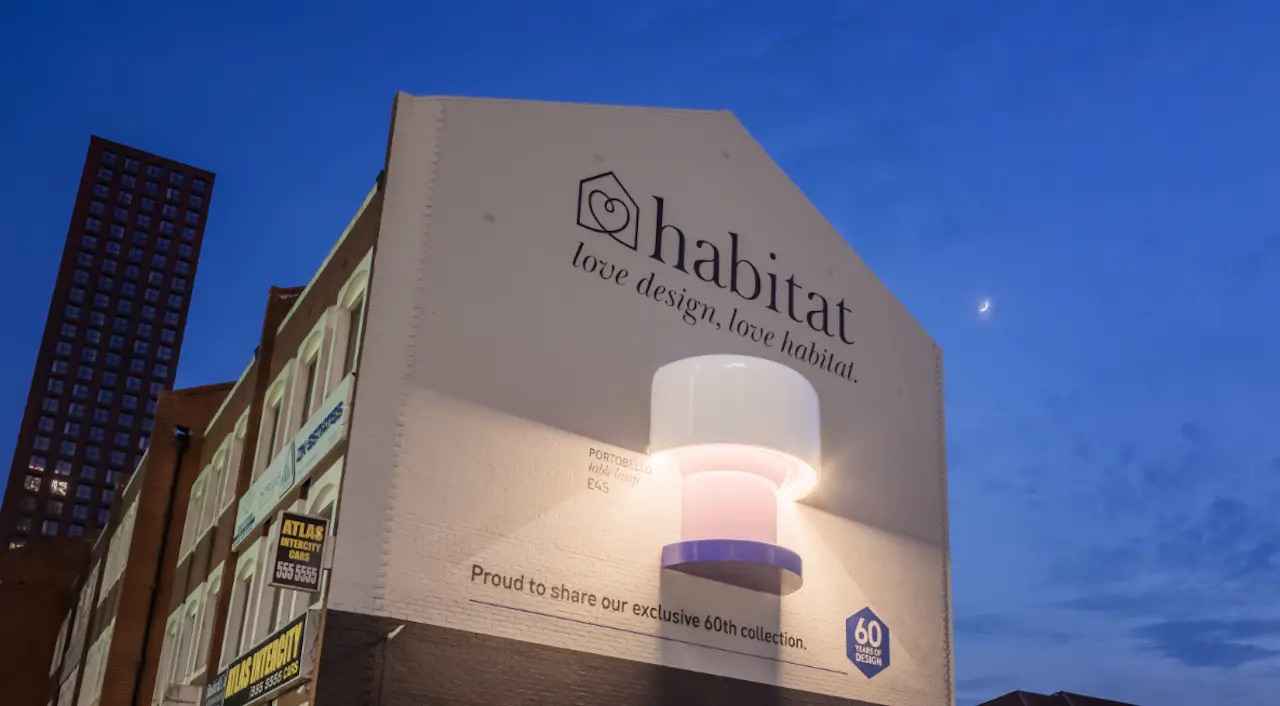 habitat
love design, love habitat.
PORTOBELLO
table lamp
£45
Proud to share our exclusive 60th collection.
60
YEARS OF
DESIGN
ATLAS
INTERCITY
CARS
555 5555
ATLAS INTERCITY
555 5555 CARS